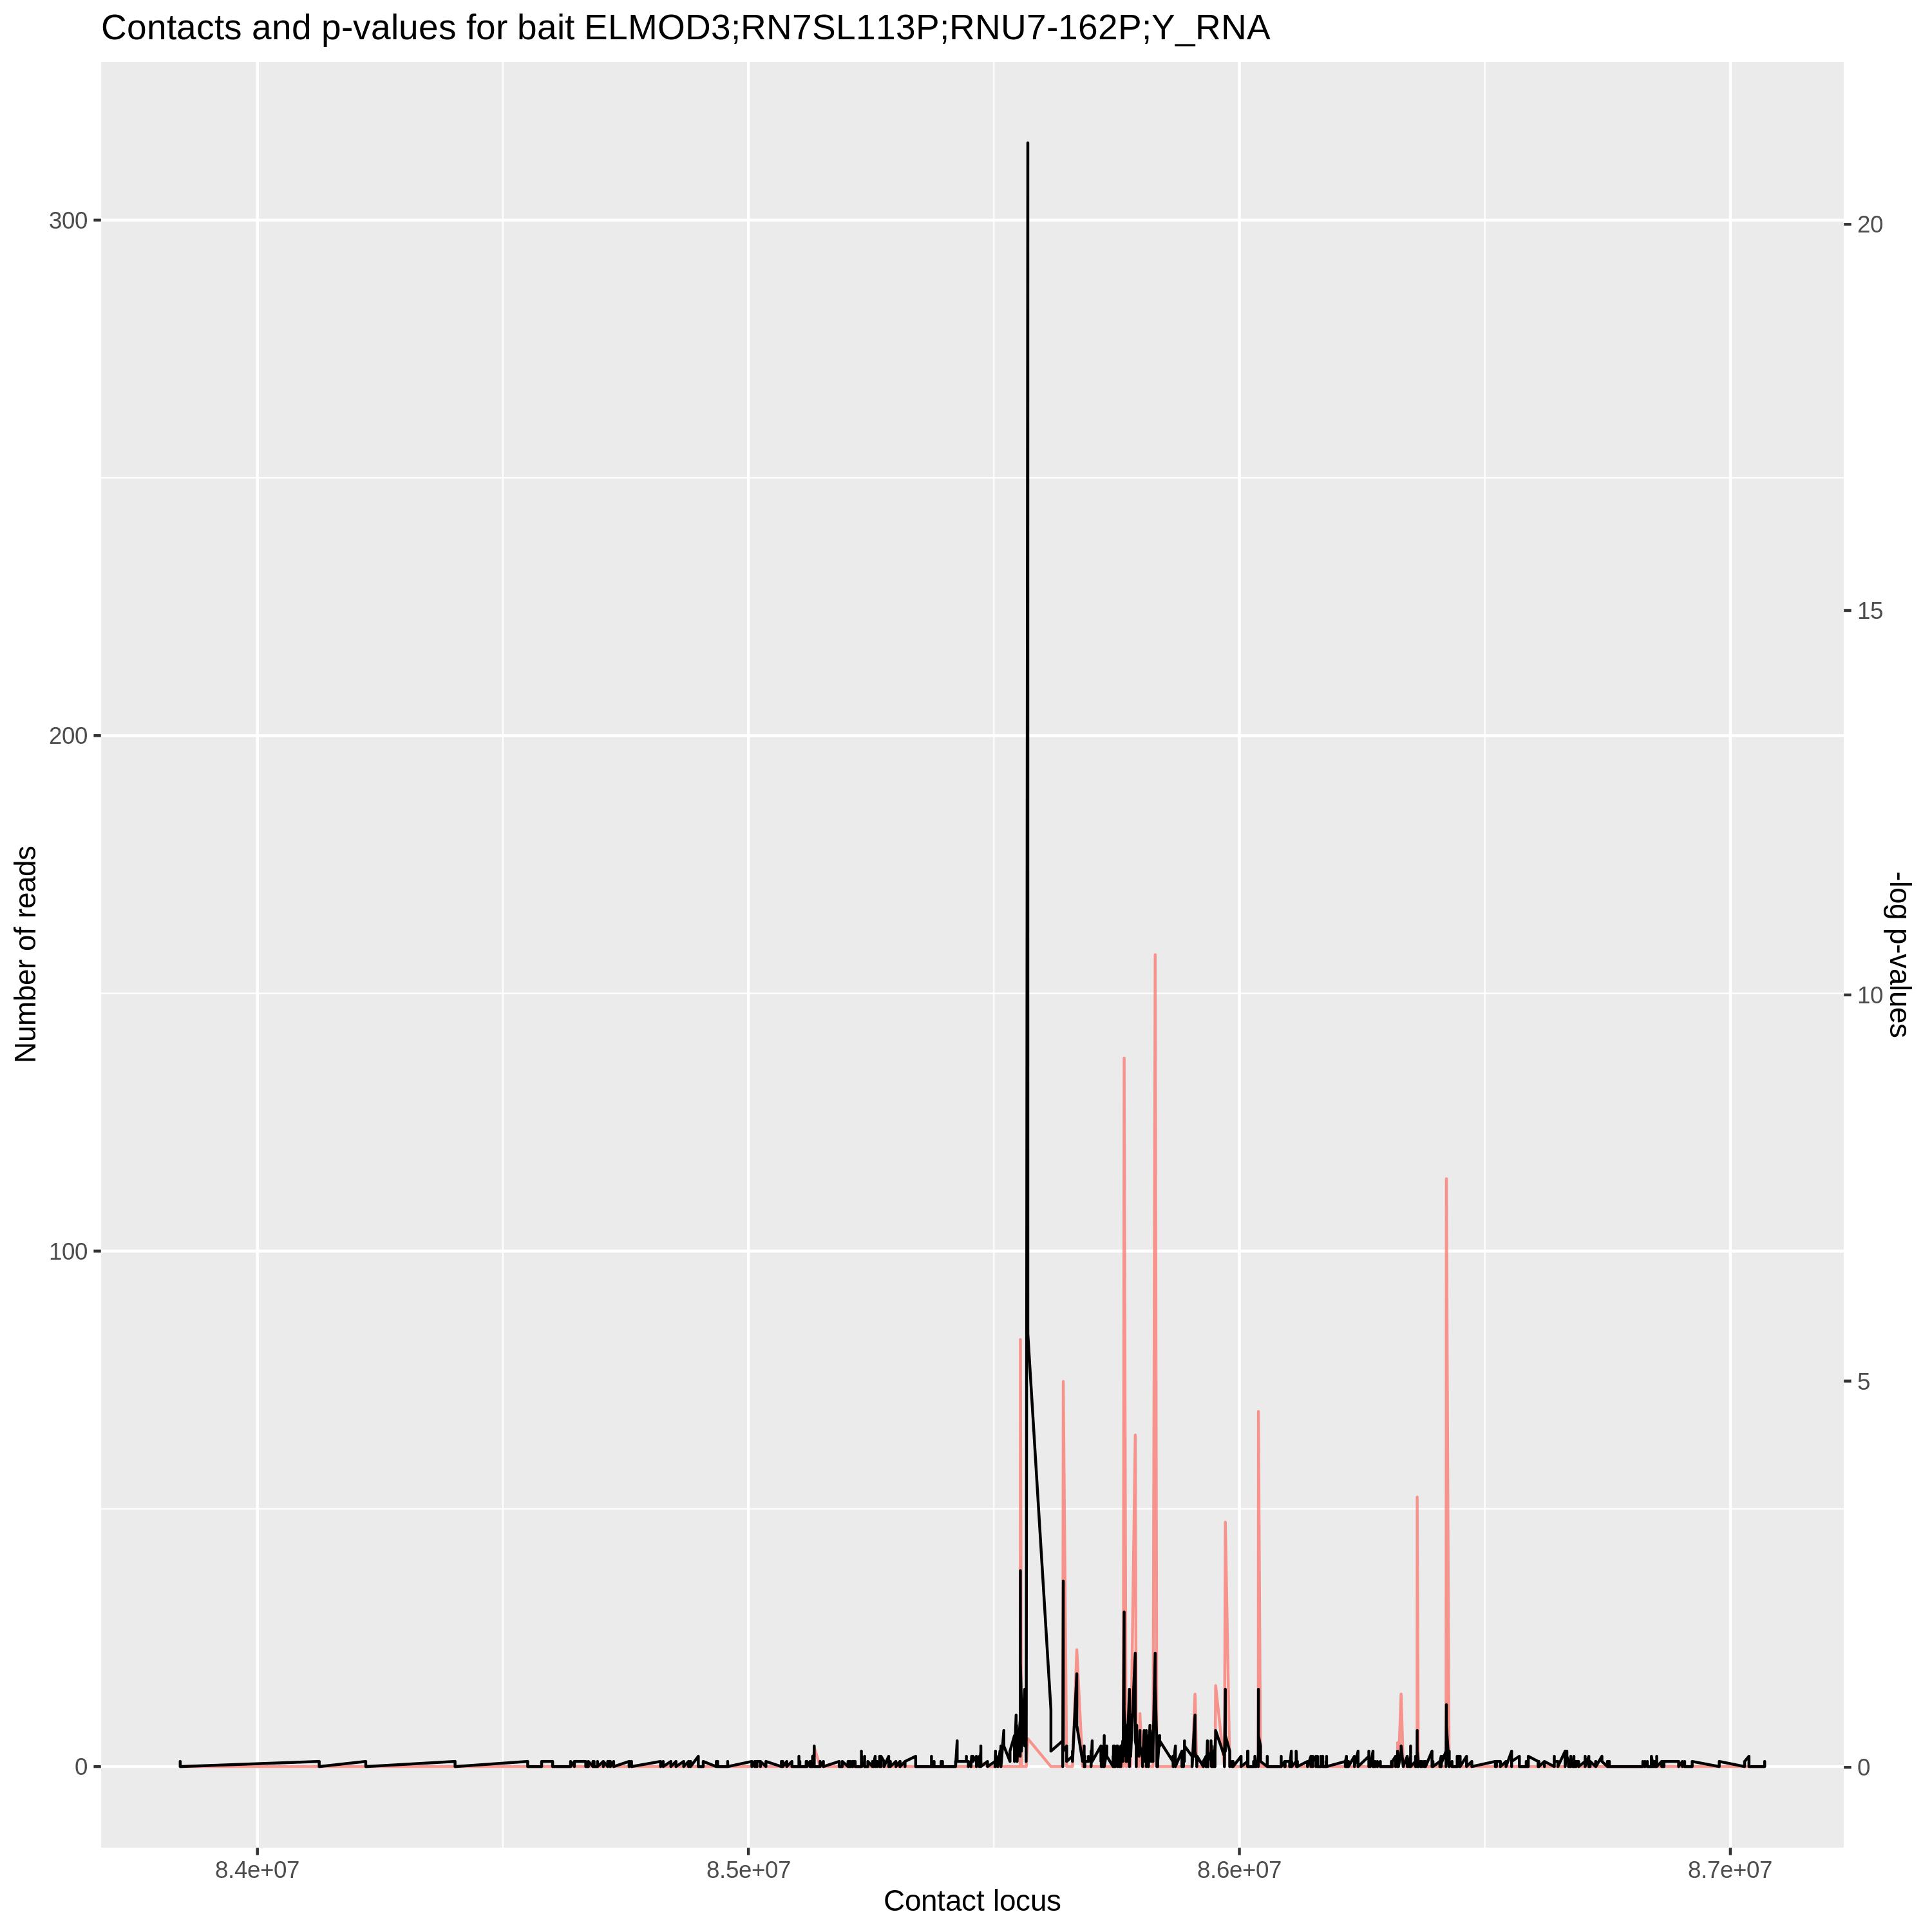 Contacts and p-values for bait ELMOD3;RN7SL113P;RNU7-162P;Y_RNA
300
200
100
0
Number of reads
20
15
10
5
0
-log p-values
8.4e+07
8.5e+07
8.6e+07
8.7e+07
Contact locus